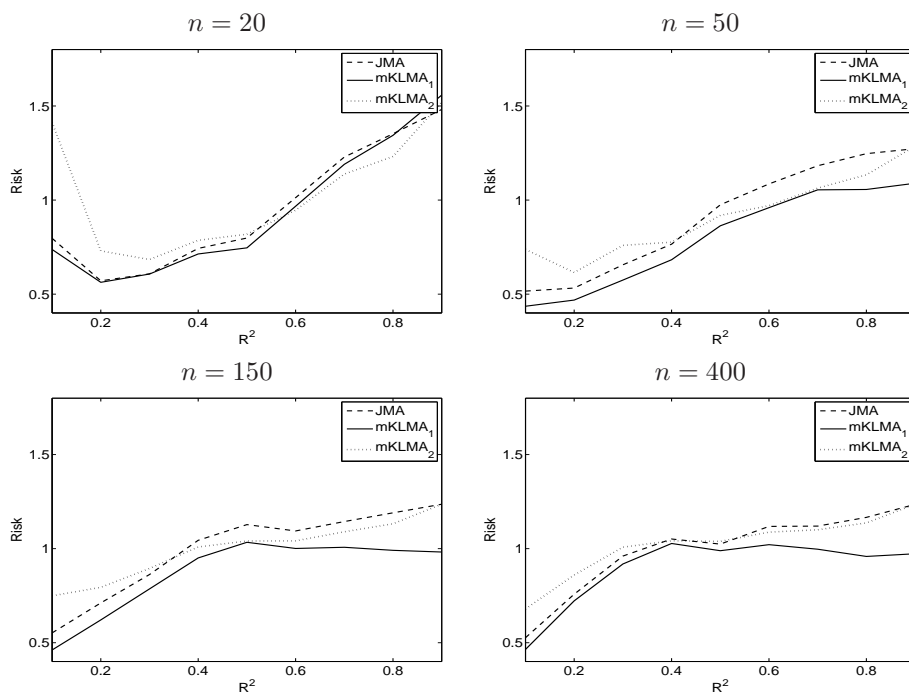 n = 20
JMA
mKLMA₁
mKLMA₂
1.5
1
0.5
Risk
0.2 0.4 0.6 0.8
R²
n = 50
JMA
mKLMA₁
mKLMA₂
1.5
1
0.5
Risk
0.2 0.4 0.6 0.8
R²
n = 150
JMA
mKLMA₁
mKLMA₂
1.5
1
0.5
Risk
0.2 0.4 0.6 0.8
R²
n = 400
JMA
mKLMA₁
mKLMA₂
1.5
1
0.5
Risk
0.2 0.4 0.6 0.8
R²